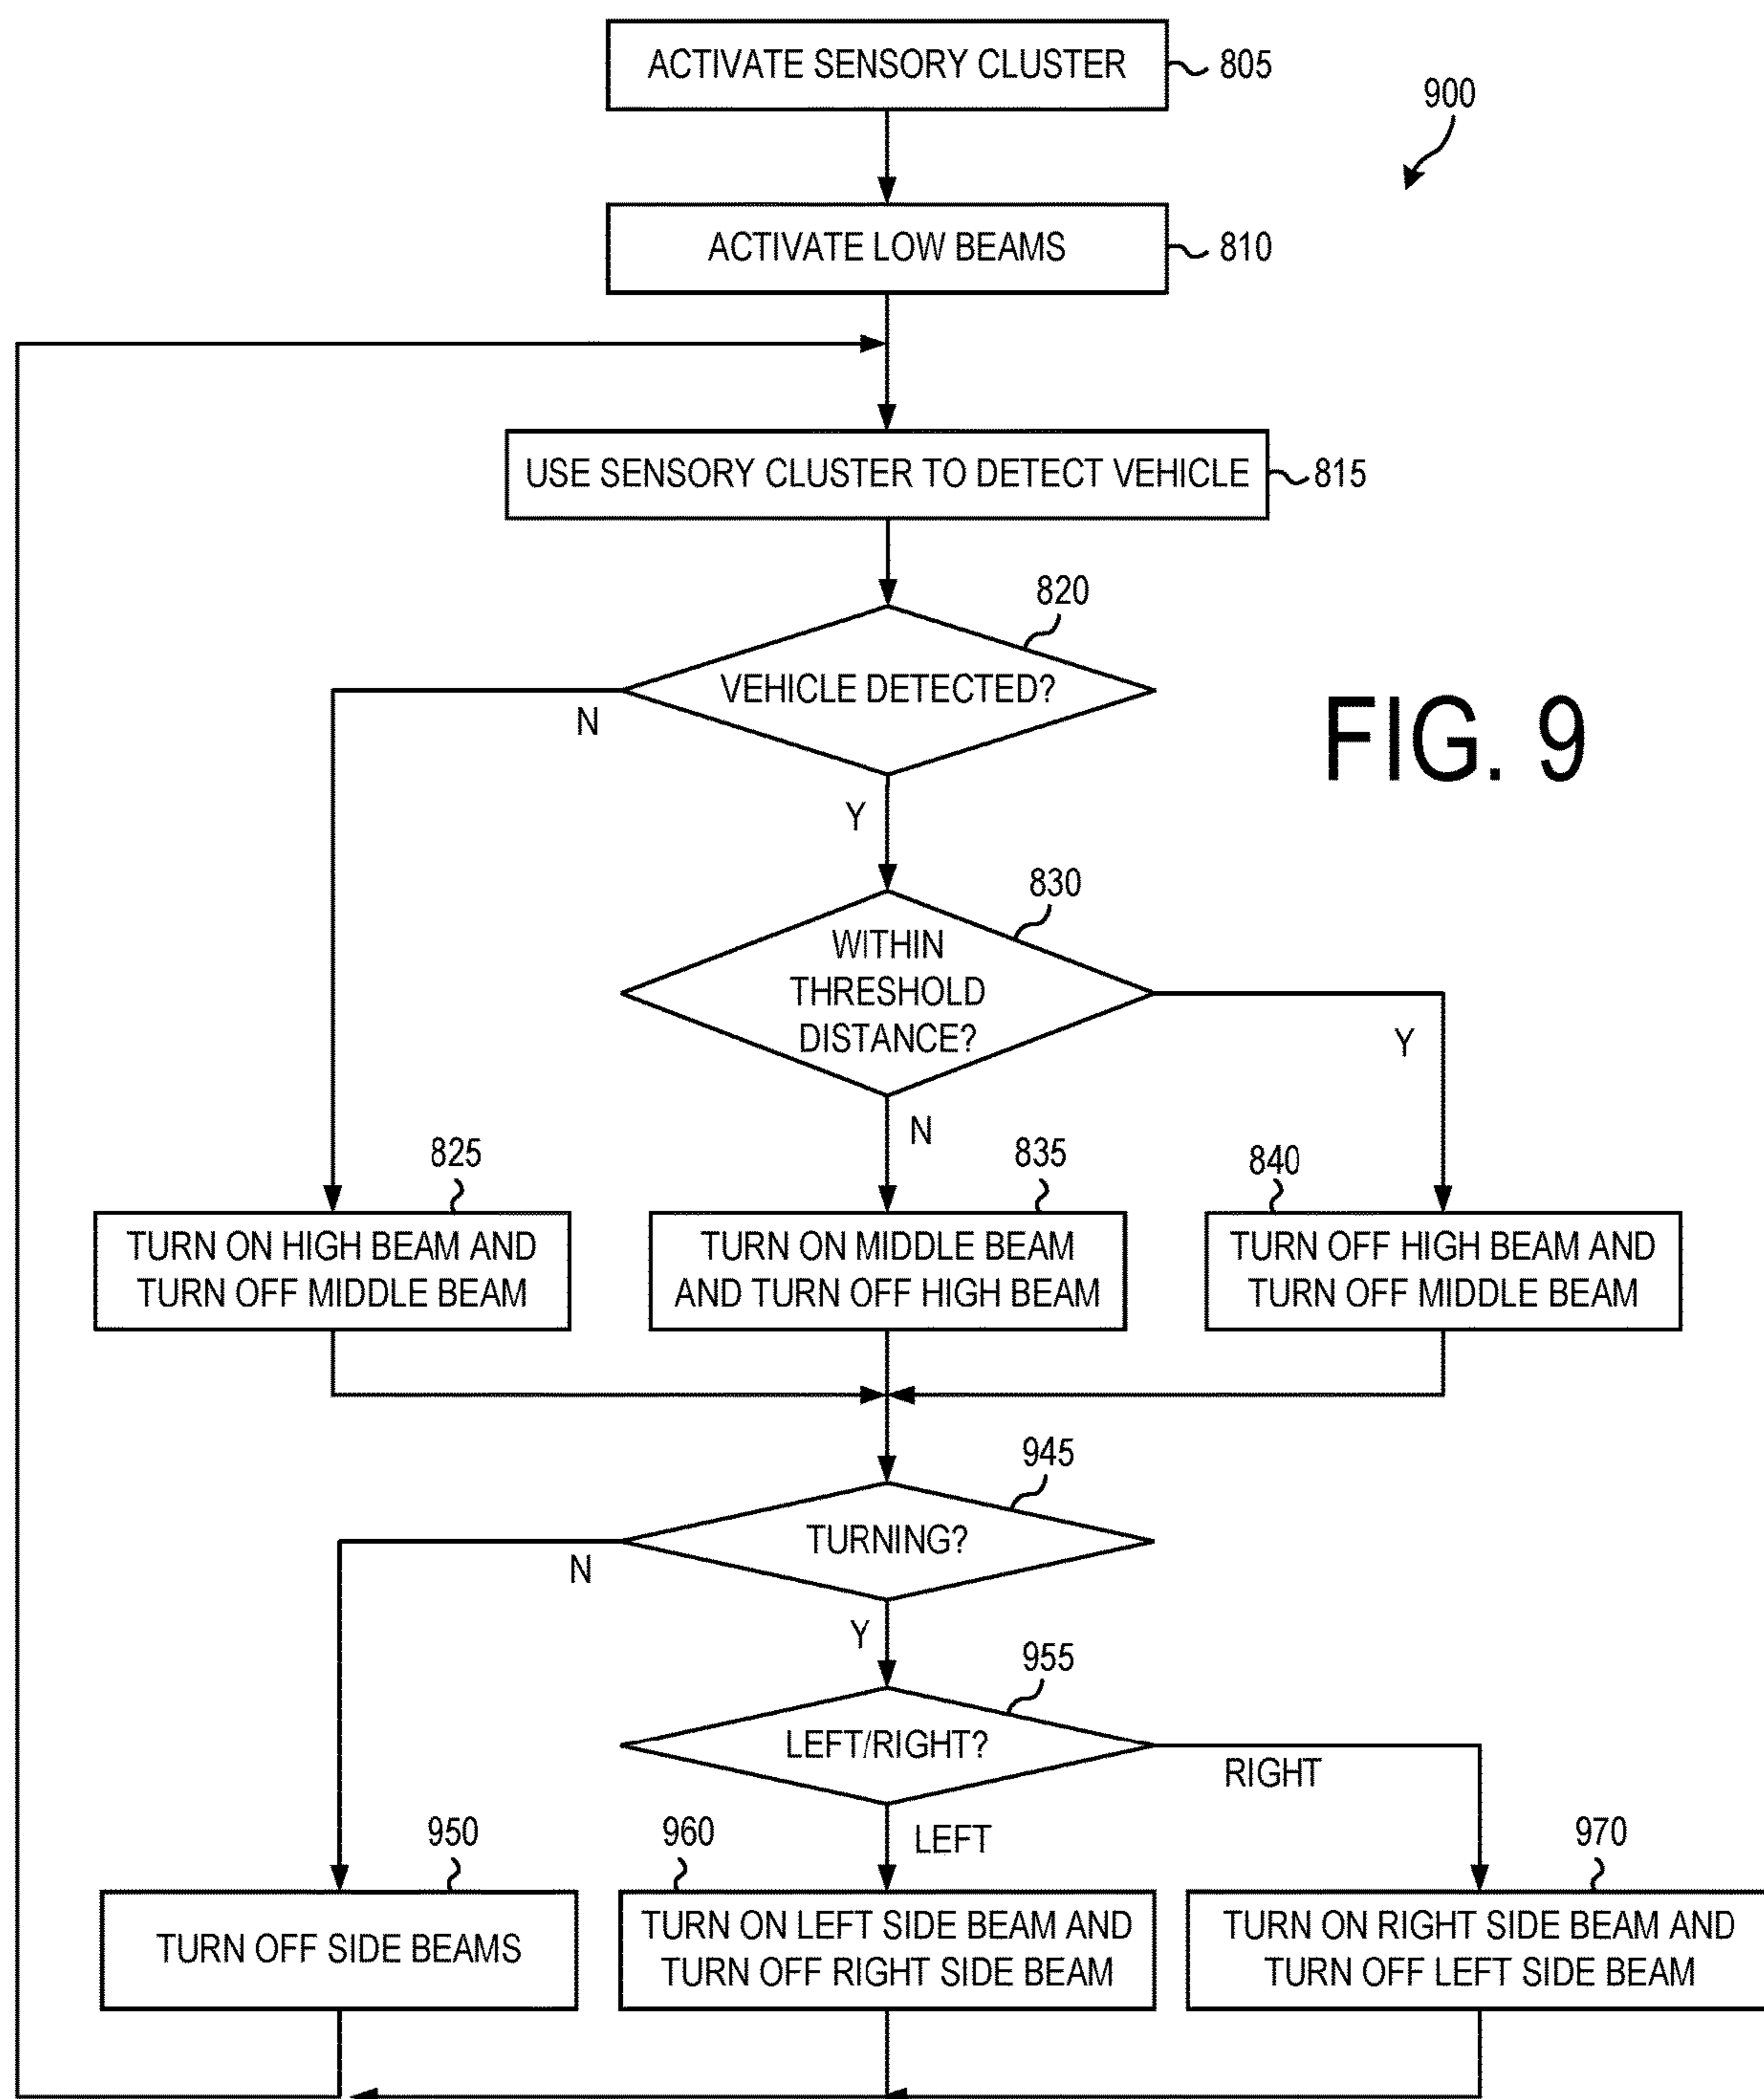 ACTIVATE SENSORY CLUSTER
805
900
ACTIVATE LOW BEAMS
810
USE SENSORY CLUSTER TO DETECT VEHICLE
815
820
VEHICLE DETECTED?
N
FIG. 9
Y
830
WITHIN
THRESHOLD
DISTANCE?
Y
N
825
835
840
TURN ON HIGH BEAM AND
TURN OFF MIDDLE BEAM
TURN ON MIDDLE BEAM
AND TURN OFF HIGH BEAM
TURN OFF HIGH BEAM AND
TURN OFF MIDDLE BEAM
945
TURNING?
N
Y
955
LEFT/RIGHT?
RIGHT
LEFT
950
960
970
TURN OFF SIDE BEAMS
TURN ON LEFT SIDE BEAM AND
TURN OFF RIGHT SIDE BEAM
TURN ON RIGHT SIDE BEAM AND
TURN OFF LEFT SIDE BEAM